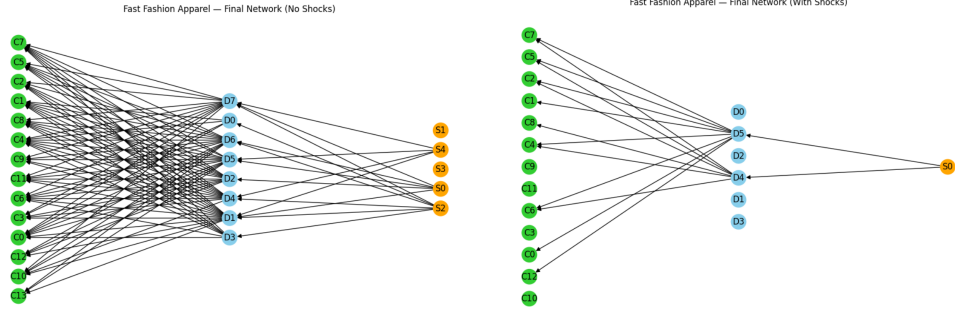 Fast Fashion Apparel — Final Network (No Shocks)
C7
C5
C2
C1
C8
C4
C9
C11
C6
C3
C0
C12
C10
C13
D7
D0
D6
D5
D2
D4
D1
D3
S1
S4
S3
S0
S2
Fast Fashion Apparel — Final Network (With Shocks)
C7
C5
C2
C1
C8
C4
C9
C11
C6
C3
C0
C12
C10
D0
D5
D2
D4
D1
D3
S0